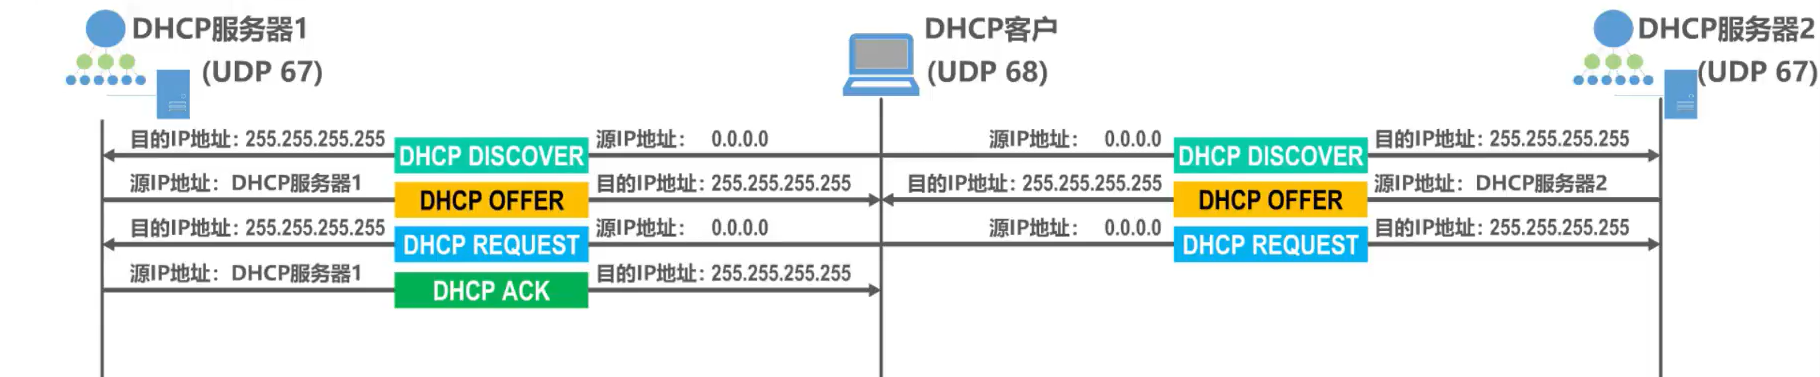 DHCP服务器1
(UDP 67)
DHCP客户
(UDP 68)
DHCP服务器2
(UDP 67)
目的IP地址: 255.255.255.255 DHCP DISCOVER 源IP地址: 0.0.0.0 源IP地址: 0.0.0.0 DHCP DISCOVER 目的IP地址: 255.255.255.255
源IP地址: DHCP服务器1 DHCP OFFER 目的IP地址: 255.255.255.255 目的IP地址: 255.255.255.255 DHCP OFFER 源IP地址: DHCP服务器2
目的IP地址: 255.255.255.255 DHCP REQUEST 源IP地址: 0.0.0.0 源IP地址: 0.0.0.0 DHCP REQUEST 目的IP地址: 255.255.255.255
源IP地址: DHCP服务器1 DHCP ACK 目的IP地址: 255.255.255.255